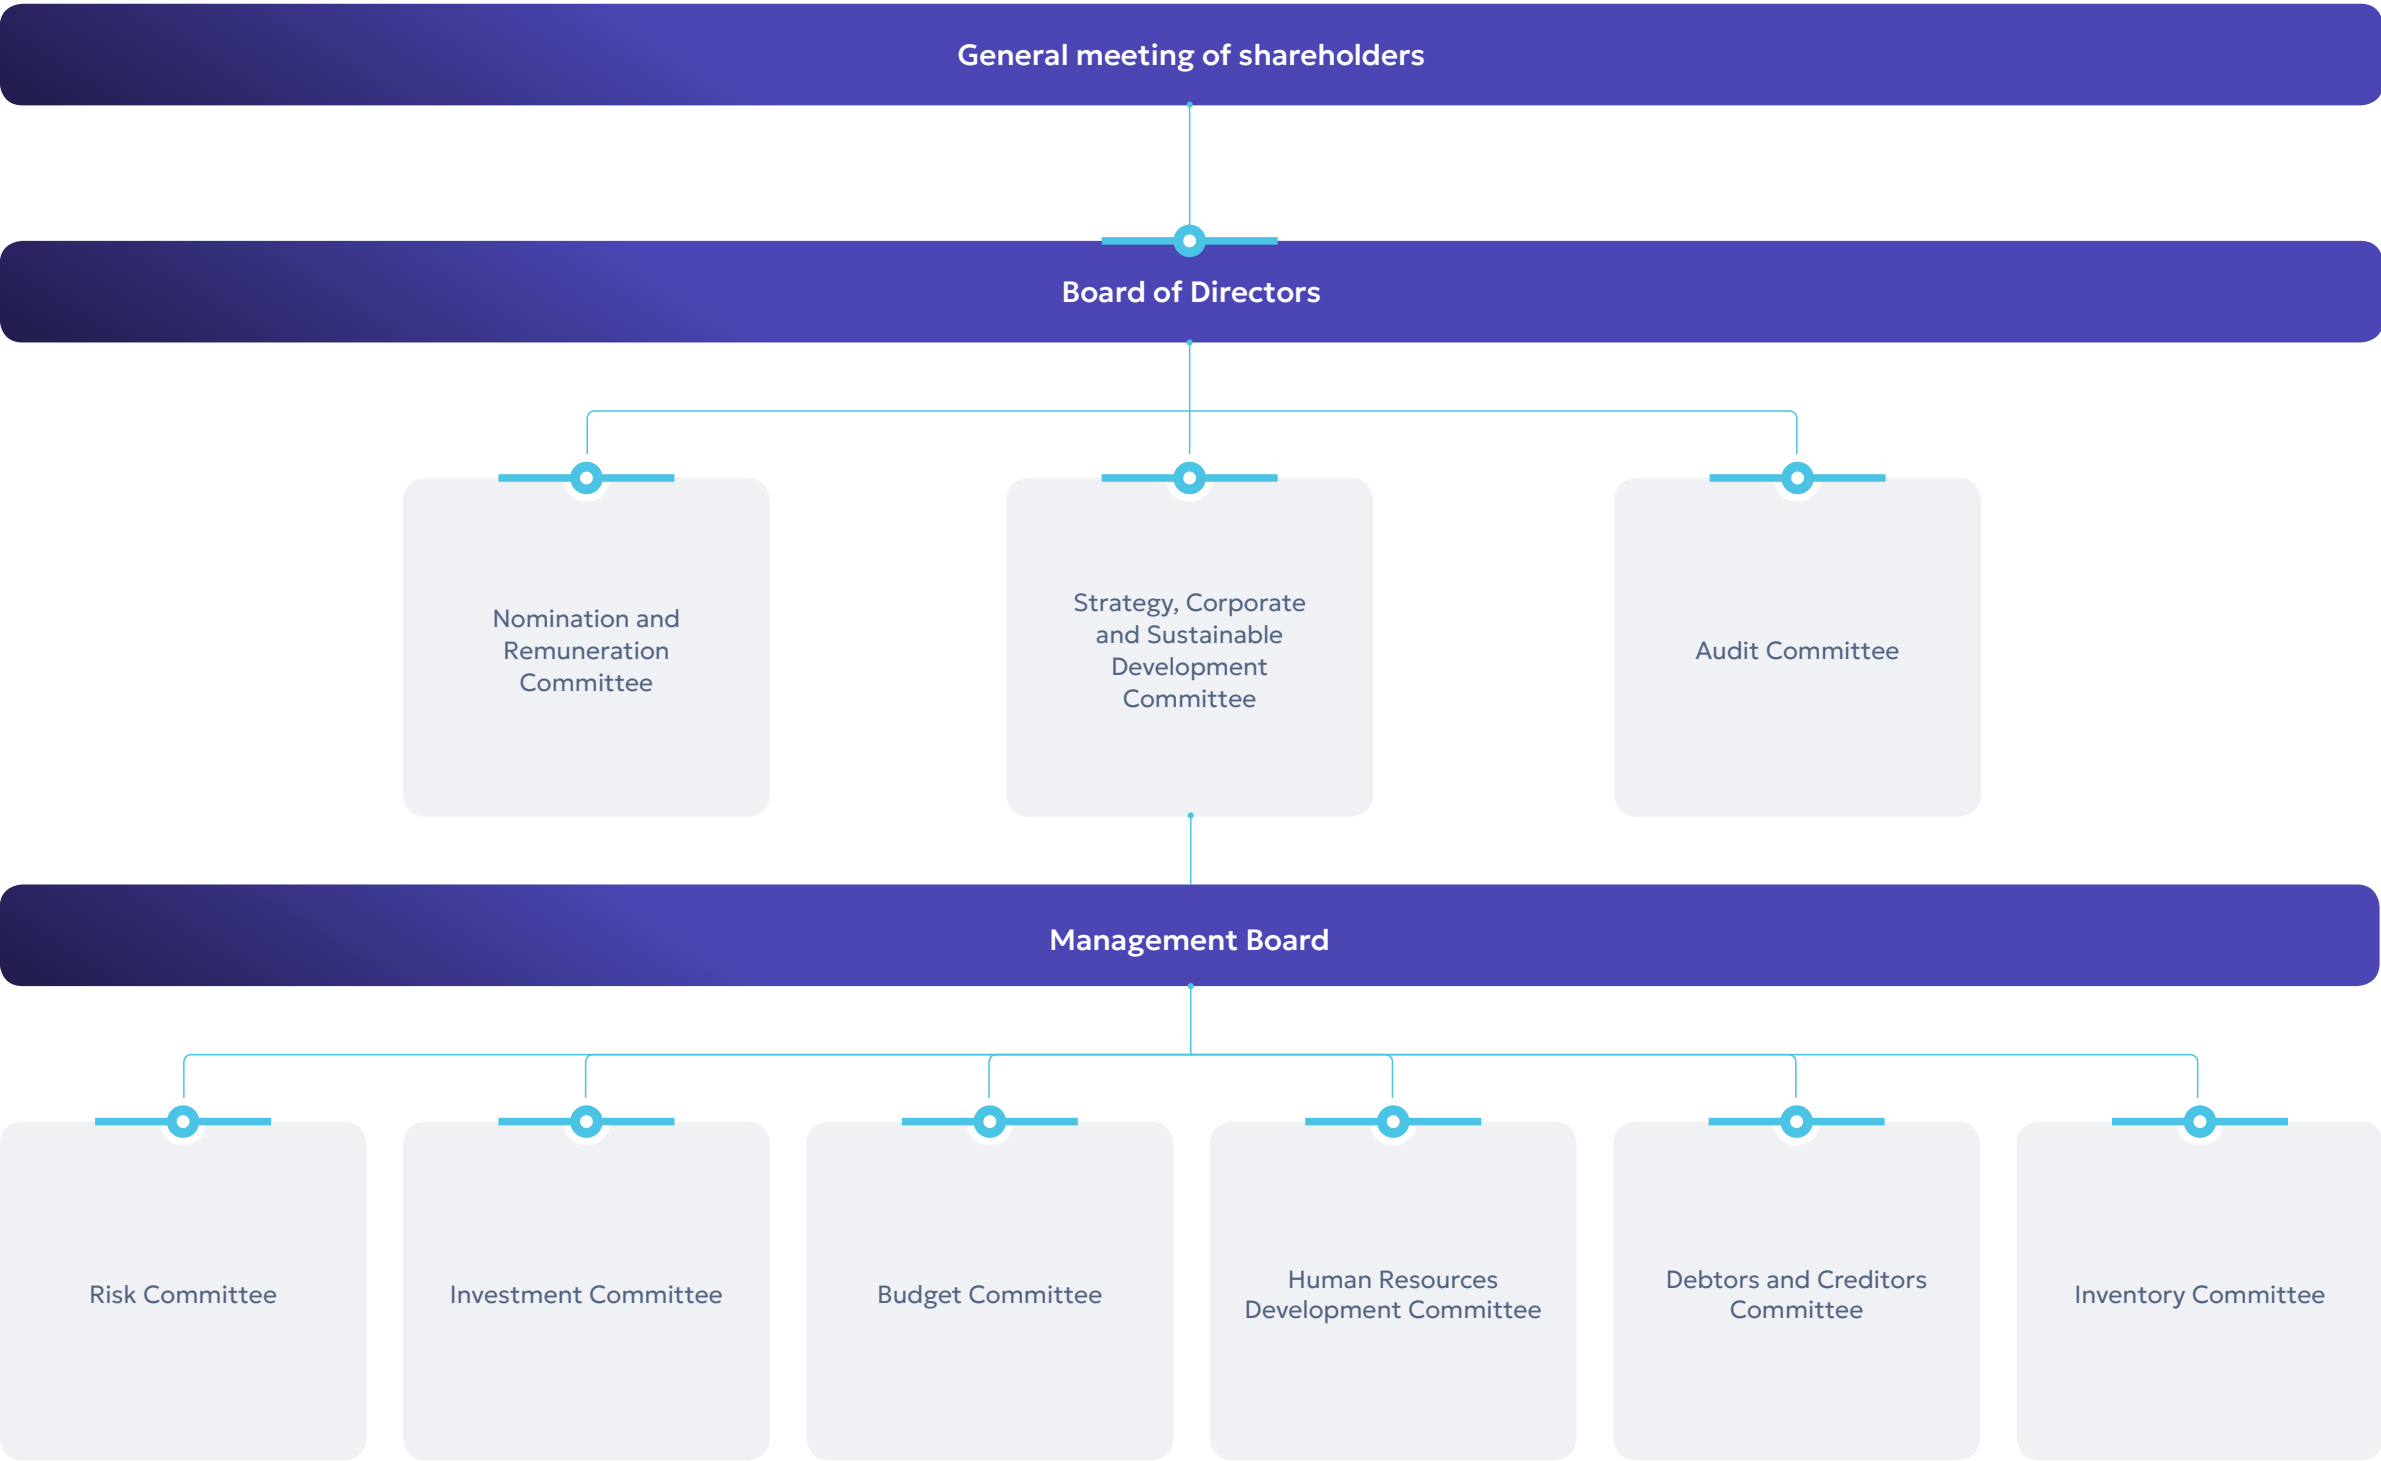 General meeting of shareholders
Board of Directors
Nomination and
Remuneration
Committee
Strategy, Corporate
and Sustainable
Development
Committee
Audit Committee
Management Board
Risk Committee
Investment Committee
Budget Committee
Human Resources
Development Committee
Debtors and Creditors
Committee
Inventory Committee